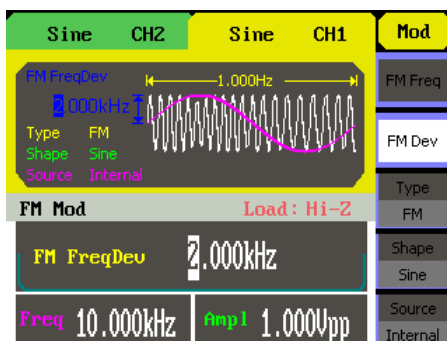 Sine CH2 Sine CH1 Mod
FM FreqDev 1.000Hz
2.000kHz
Type FM
Shape Sine
Source Internal
FM Freq
FM Dev
Type
FM
Shape
Sine
Source
Internal
FM Mod Load: Hi-Z
FM FreqDev 2.000kHz
Freq 10.000kHz Ampl 1.000Vpp